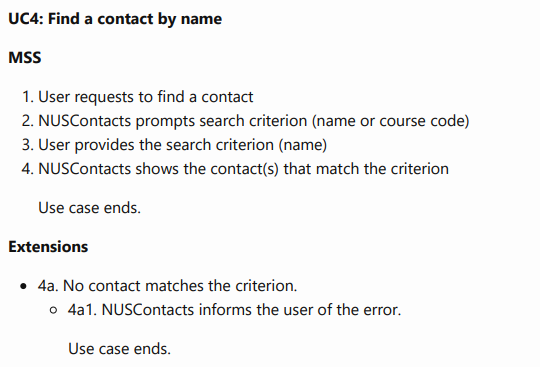 UC4: Find a contact by name
MSS
1. User requests to find a contact
2. NUSContacts prompts search criterion (name or course code)
3. User provides the search criterion (name)
4. NUSContacts shows the contact(s) that match the criterion
Use case ends.
Extensions
• 4a. No contact matches the criterion.
◦ 4a1. NUSContacts informs the user of the error.
Use case ends.